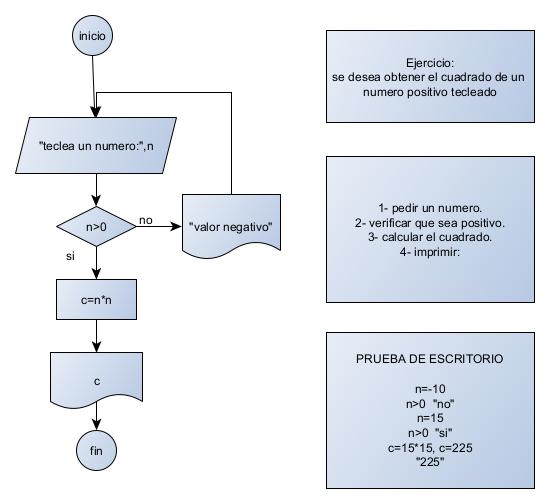 inicio
"teclea un numero:",n
n>0
no
"valor negativo"
si
c=n*n
c
fin
Ejercicio:
se desea obtener el cuadrado de un
numero positivo tecleado
1- pedir un numero.
2- verificar que sea positivo.
3- calcular el cuadrado.
4- imprimir:
PRUEBA DE ESCRITORIO
n=-10
n>0 "no"
n=15
n>0 "si"
c=15*15, c=225
"225"